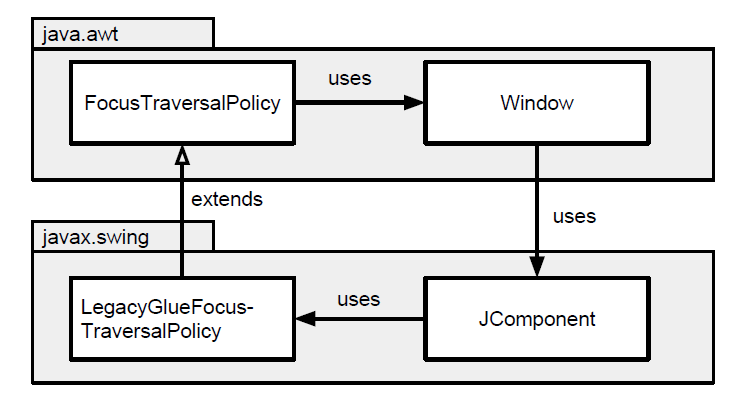 java.awt
FocusTraversalPolicy
uses
Window
extends
uses
javax.swing
LegacyGlueFocus-
TraversalPolicy
uses
JComponent